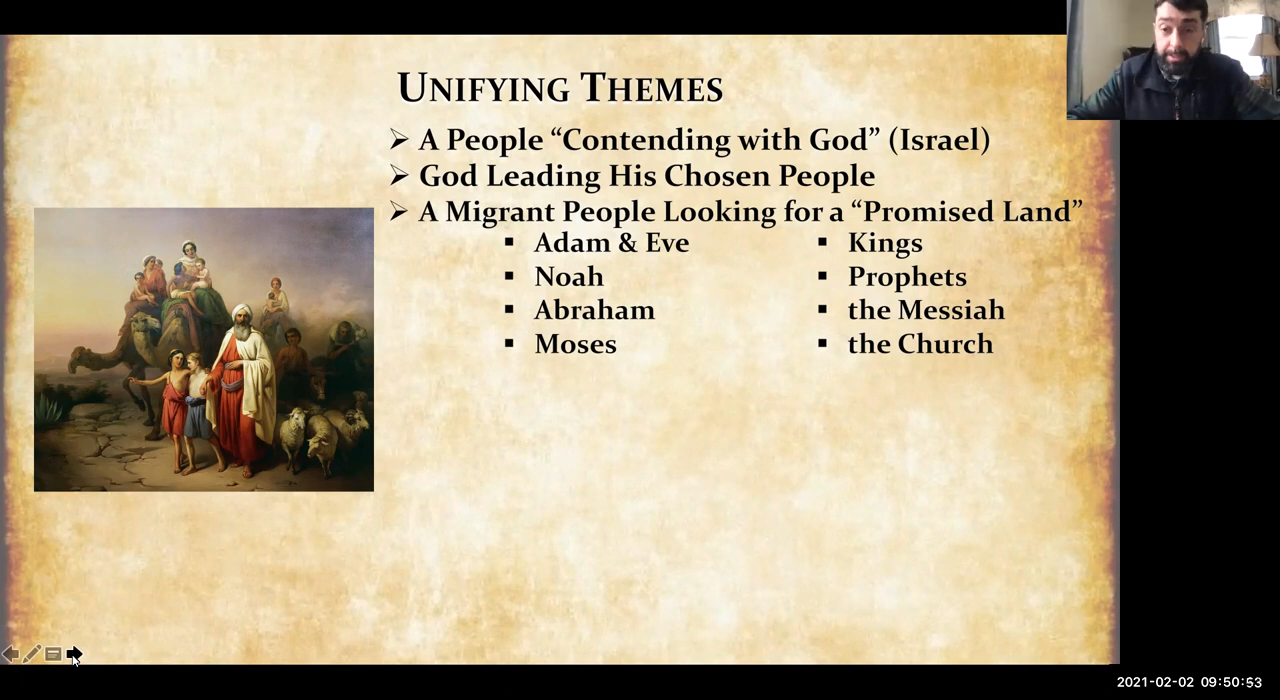 UNIFYING THEMES
➢ A People “Contending with God” (Israel)
➢ God Leading His Chosen People
➢ A Migrant People Looking for a “Promised Land”
▪ Adam & Eve
▪ Noah
▪ Abraham
▪ Moses
▪ Kings
▪ Prophets
▪ the Messiah
▪ the Church
2021-02-02 09:50:53